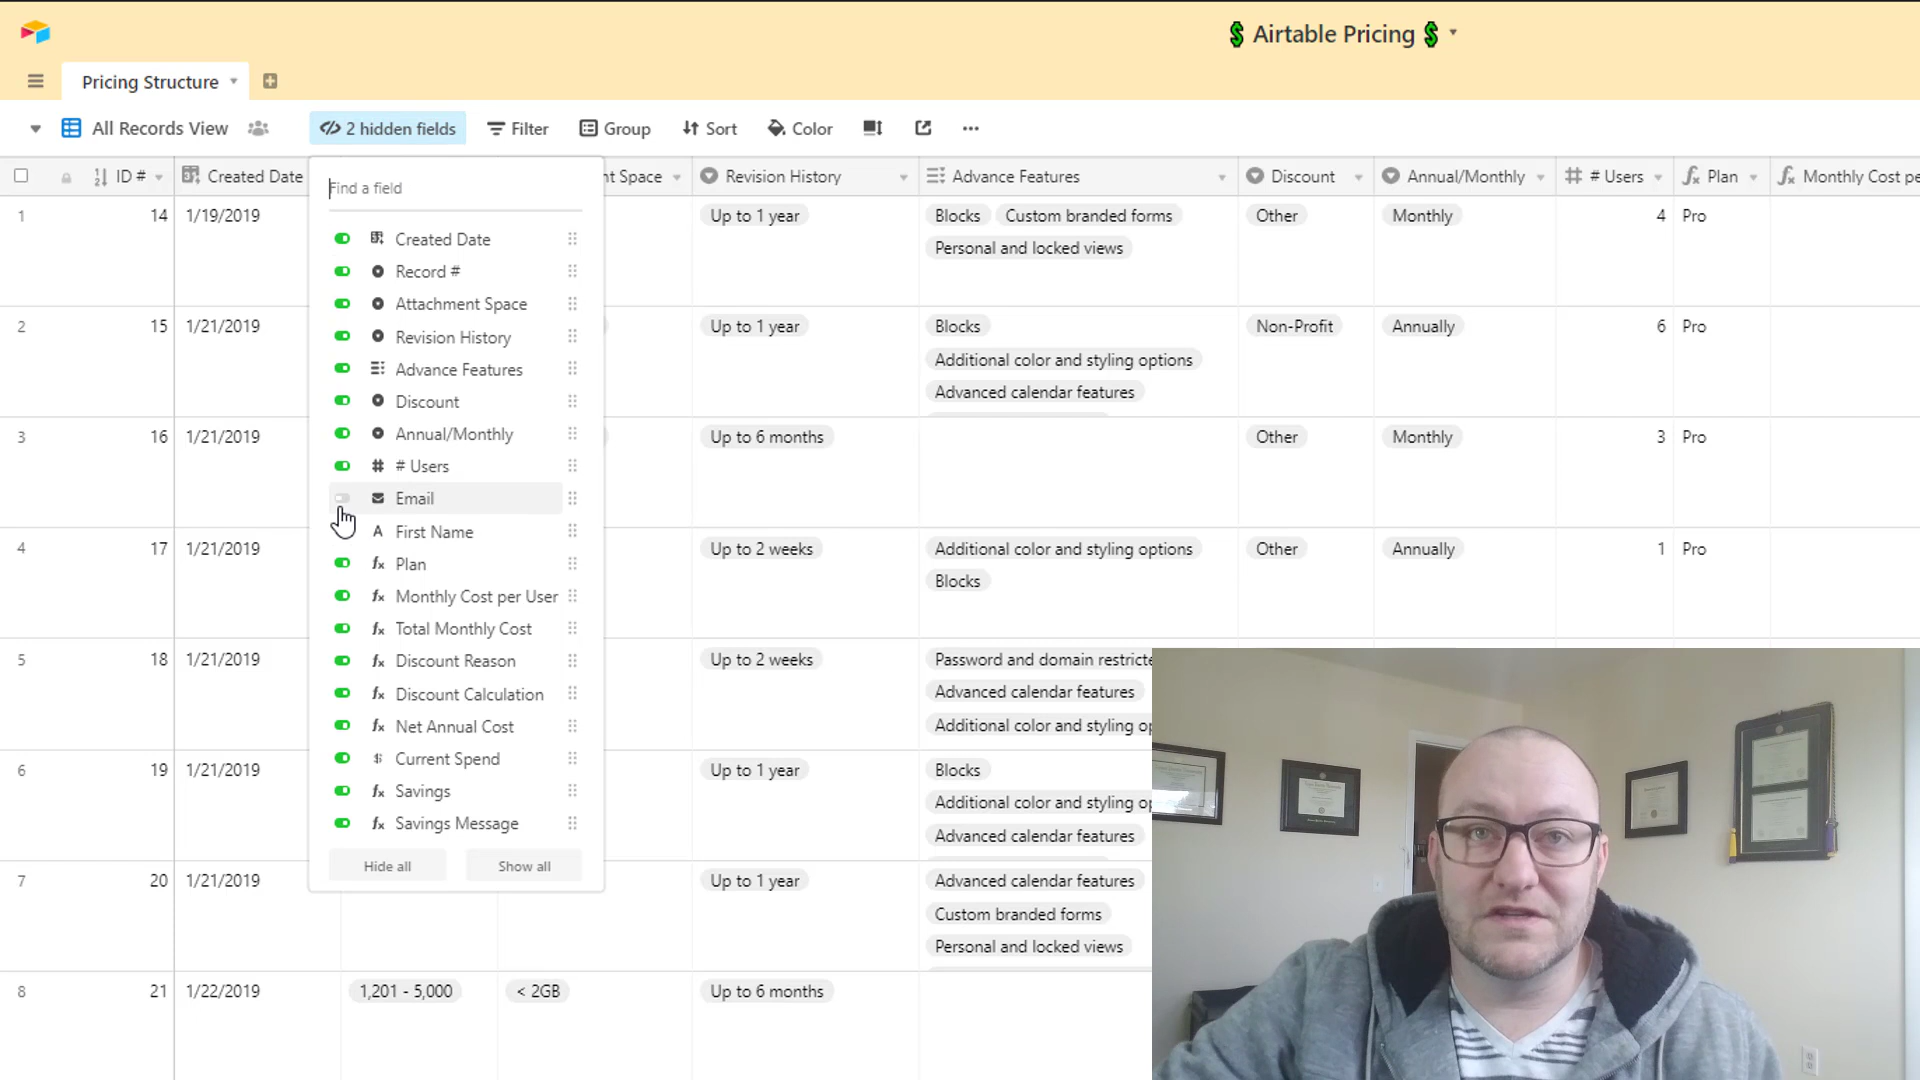 $ Airtable Pricing $
Pricing Structure
All Records View
2 hidden fields
Filter
Group
Sort
Color
ID #
Created Date
nt Space
Revision History
Advance Features
Discount
Annual/Monthly
# Users
Plan
Monthly Cost pe
Find a field
Created Date
Record #
Attachment Space
Revision History
Advance Features
Discount
Annual/Monthly
# Users
Email
First Name
Plan
Monthly Cost per User
Total Monthly Cost
Discount Reason
Discount Calculation
Net Annual Cost
Current Spend
Savings
Savings Message
Hide all
Show all
1 14 1/19/2019 Up to 1 year Blocks Custom branded forms Other Monthly 4 Pro
Personal and locked views
2 15 1/21/2019 Up to 1 year Blocks Non-Profit Annually 6 Pro
Additional color and styling options
Advanced calendar features
3 16 1/21/2019 Up to 6 months Other Monthly 3 Pro
4 17 1/21/2019 Up to 2 weeks Additional color and styling options Other Annually 1 Pro
Blocks
5 18 1/21/2019 Up to 2 weeks Password and domain restricte
Advanced calendar features
Additional color and styling op
6 19 1/21/2019 Up to 1 year Blocks
Additional color and styling op
Advanced calendar features
7 20 1/21/2019 Up to 1 year Advanced calendar features
Custom branded forms
Personal and locked views
8 21 1/22/2019 1,201 - 5,000 < 2GB Up to 6 months